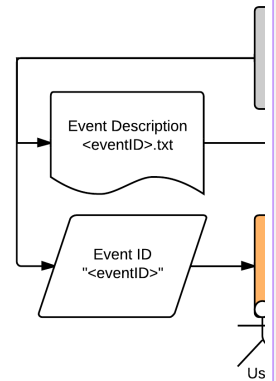 Event Description
<eventID>.txt
Event ID
"<eventID>"
Us